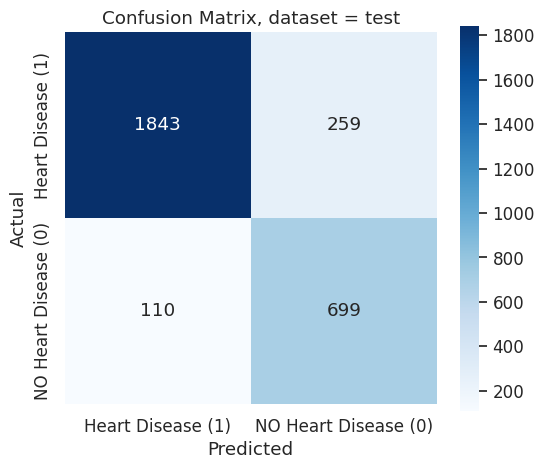 Confusion Matrix, dataset = test
Actual
Heart Disease (1)
NO Heart Disease (0)
1843
259
110
699
Heart Disease (1)
NO Heart Disease (0)
Predicted
1800
1600
1400
1200
1000
800
600
400
200